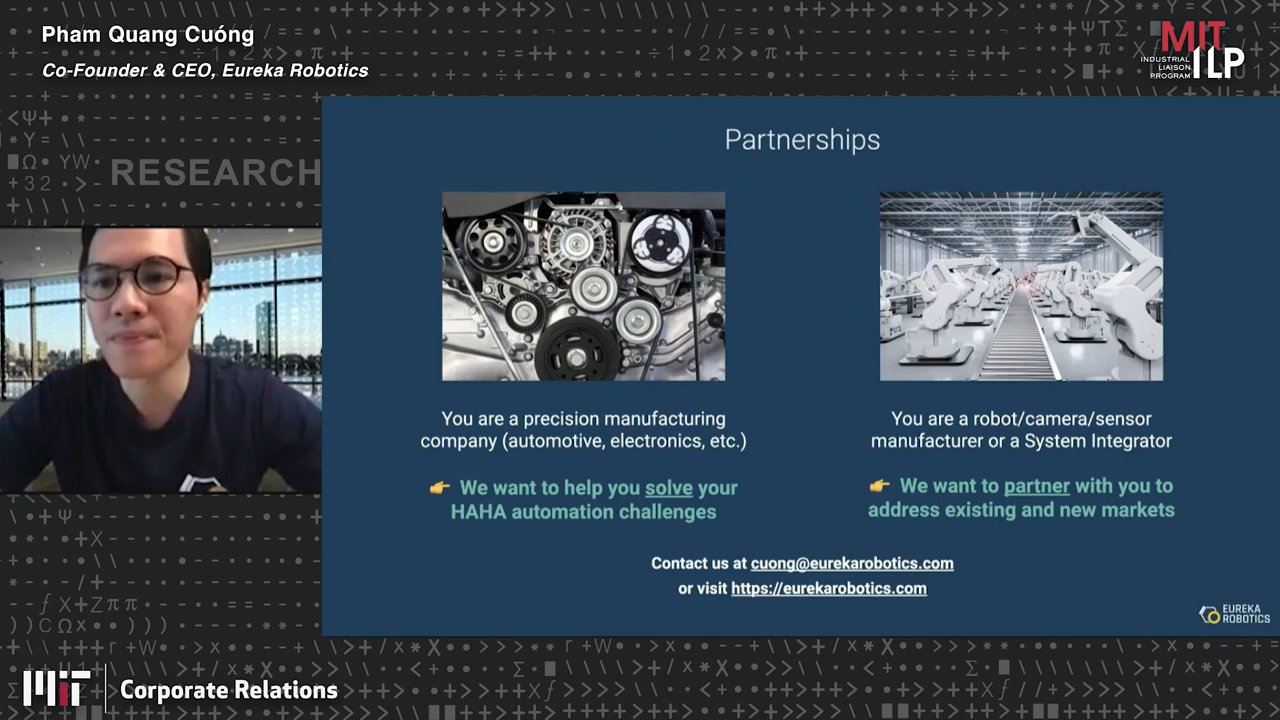 Pham Quang Cuóng
Co-Founder & CEO, Eureka Robotics
MIT
INDUSTRIAL
LIAISON
PROGRAM
ILP
RESEARCH
Partnerships
You are a precision manufacturing
company (automotive, electronics, etc.)
👉 We want to help you solve your
HAHA automation challenges
You are a robot/camera/sensor
manufacturer or a System Integrator
👉 We want to partner with you to
address existing and new markets
Contact us at cuong@eurekarobotics.com
or visit https://eurekarobotics.com
EUREKA
ROBOTICS
MIT Corporate Relations